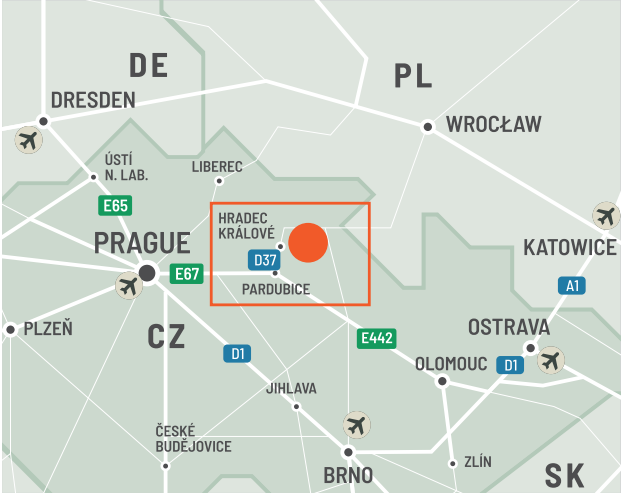 DE
PL
DRESDEN
WROCŁAW
ÚSTÍ
N. LAB.
LIBEREC
E65
HRADEC
KRÁLOVÉ
PRAGUE
KATOWICE
D37
E67
PARDUBICE
A1
PLZEŇ
CZ
OSTRAVA
E442
D1
OLOMOUC
D1
JIHLAVA
ČESKÉ
BUDĚJOVICE
ZLÍN
BRNO
SK